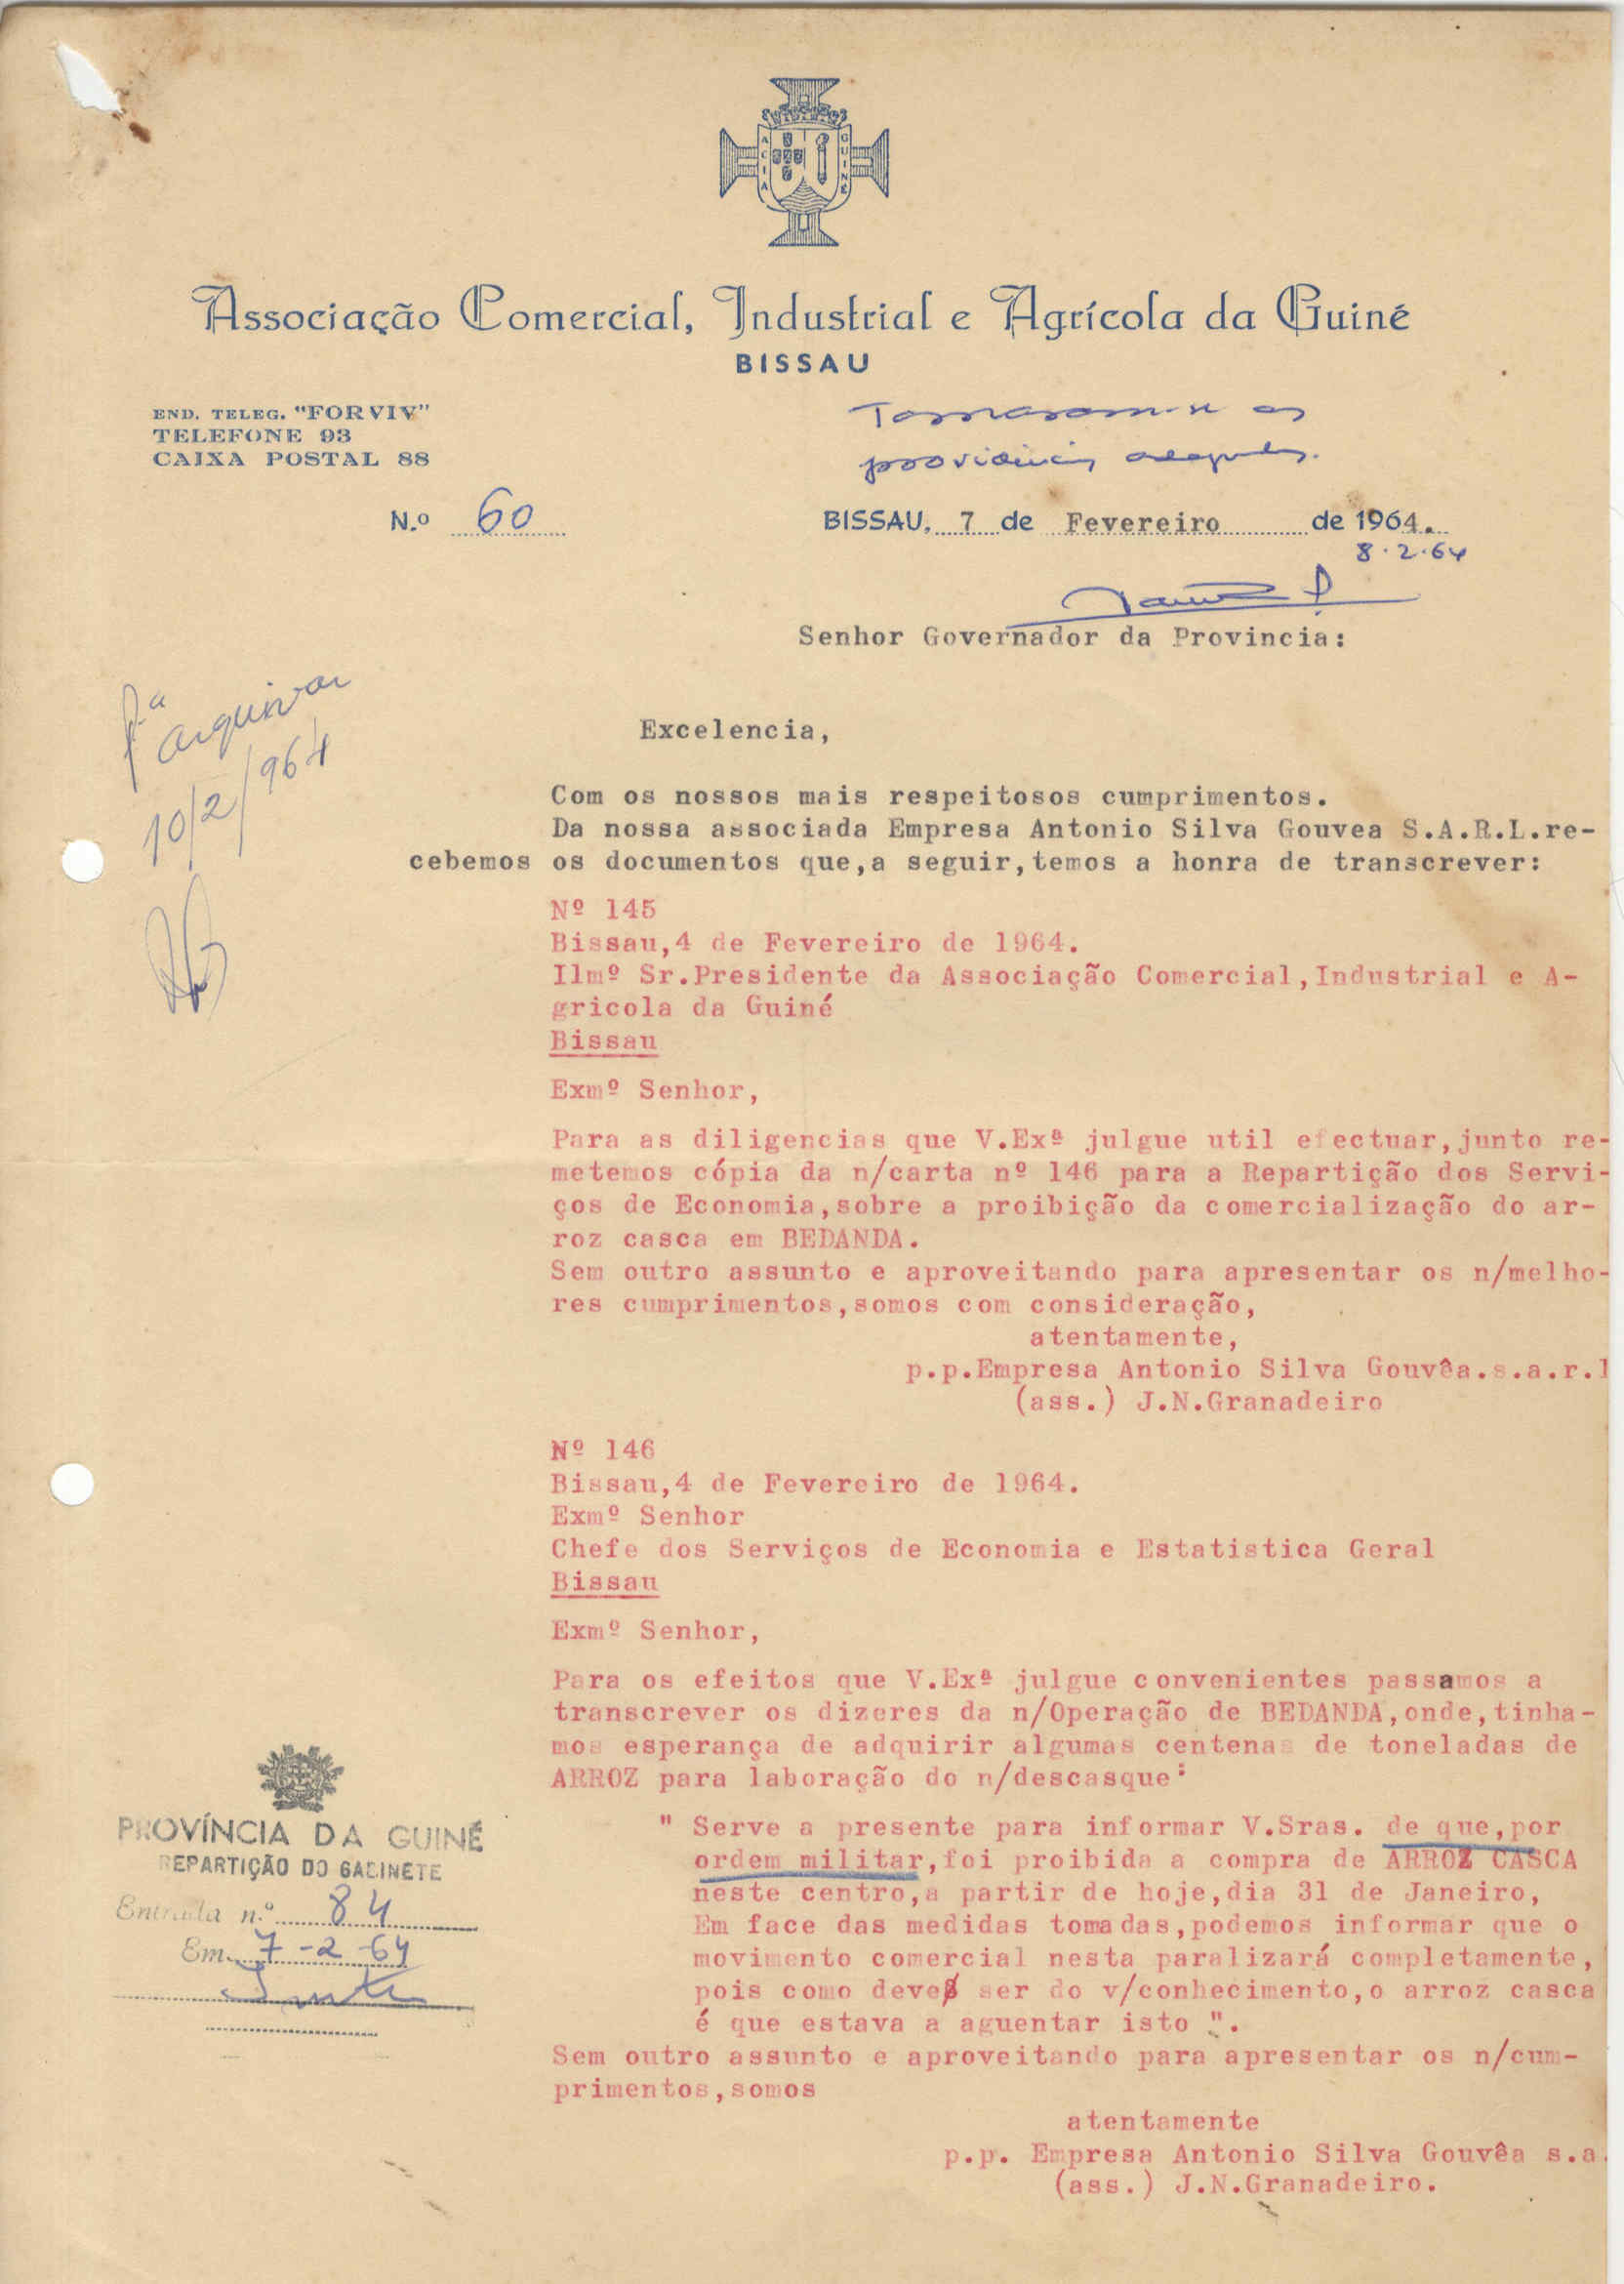 ACIA GUINÉ
Associação Comercial, Industrial e Agrícola da Guiné
BISSAU
END. TELEG. "FORVIV"
TELEFONE 93
CAIXA POSTAL 88
Tomaram-se as
providências
N.º 60
BISSAU, 7 de Fevereiro de 1964.
8.2.64
Senhor Governador da Provincia:
P.ª arquivar
10/2/964
Excelencia,
Com os nossos mais respeitosos cumprimentos.
Da nossa associada Empresa Antonio Silva Gouvea S.A.R.L.re-
cebemos os documentos que,a seguir,temos a honra de transcrever:
Nº 145
Bissau,4 de Fevereiro de 1964.
Ilmº Sr.Presidente da Associação Comercial,Industrial e A-
gricola da Guiné
Bissau
Exmº Senhor,
Para as diligencias que V.Exª julgue util efectuar,junto re-
metemos cópia da n/carta nº 146 para a Repartição dos Servi-
ços de Economia,sobre a proibição da comercialização do ar-
roz casca em BEDANDA.
Sem outro assunto e aproveitando para apresentar os n/melho-
res cumprimentos,somos com consideração,
atentamente,
p.p.Empresa Antonio Silva Gouvêa.s.a.r.l
(ass.) J.N.Granadeiro
Nº 146
Bissau,4 de Fevereiro de 1964.
Exmº Senhor
Chefe dos Serviços de Economia e Estatistica Geral
Bissau
Exmº Senhor,
Para os efeitos que V.Exª julgue convenientes passamos a
transcrever os dizeres da n/Operação de BEDANDA,onde,tinha-
mos esperança de adquirir algumas centenas de toneladas de
ARROZ para laboração do n/descasque:
" Serve a presente para informar V.Sras. de que,por
ordem militar,foi proibida a compra de ARROZ CASCA
neste centro,a partir de hoje,dia 31 de Janeiro,
Em face das medidas tomadas,podemos informar que o
movimento comercial nesta paralizará completamente,
pois como deve ser do v/conhecimento,o arroz casca
é que estava a aguentar isto ".
Sem outro assunto e aproveitando para apresentar os n/cum-
primentos,somos
atentamente
p.p. Empresa Antonio Silva Gouvêa s.a.
(ass.) J.N.Granadeiro.
PROVÍNCIA DA GUINÉ
REPARTIÇÃO DO GABINETE
Entrada n.º 84
Em 7-2-64